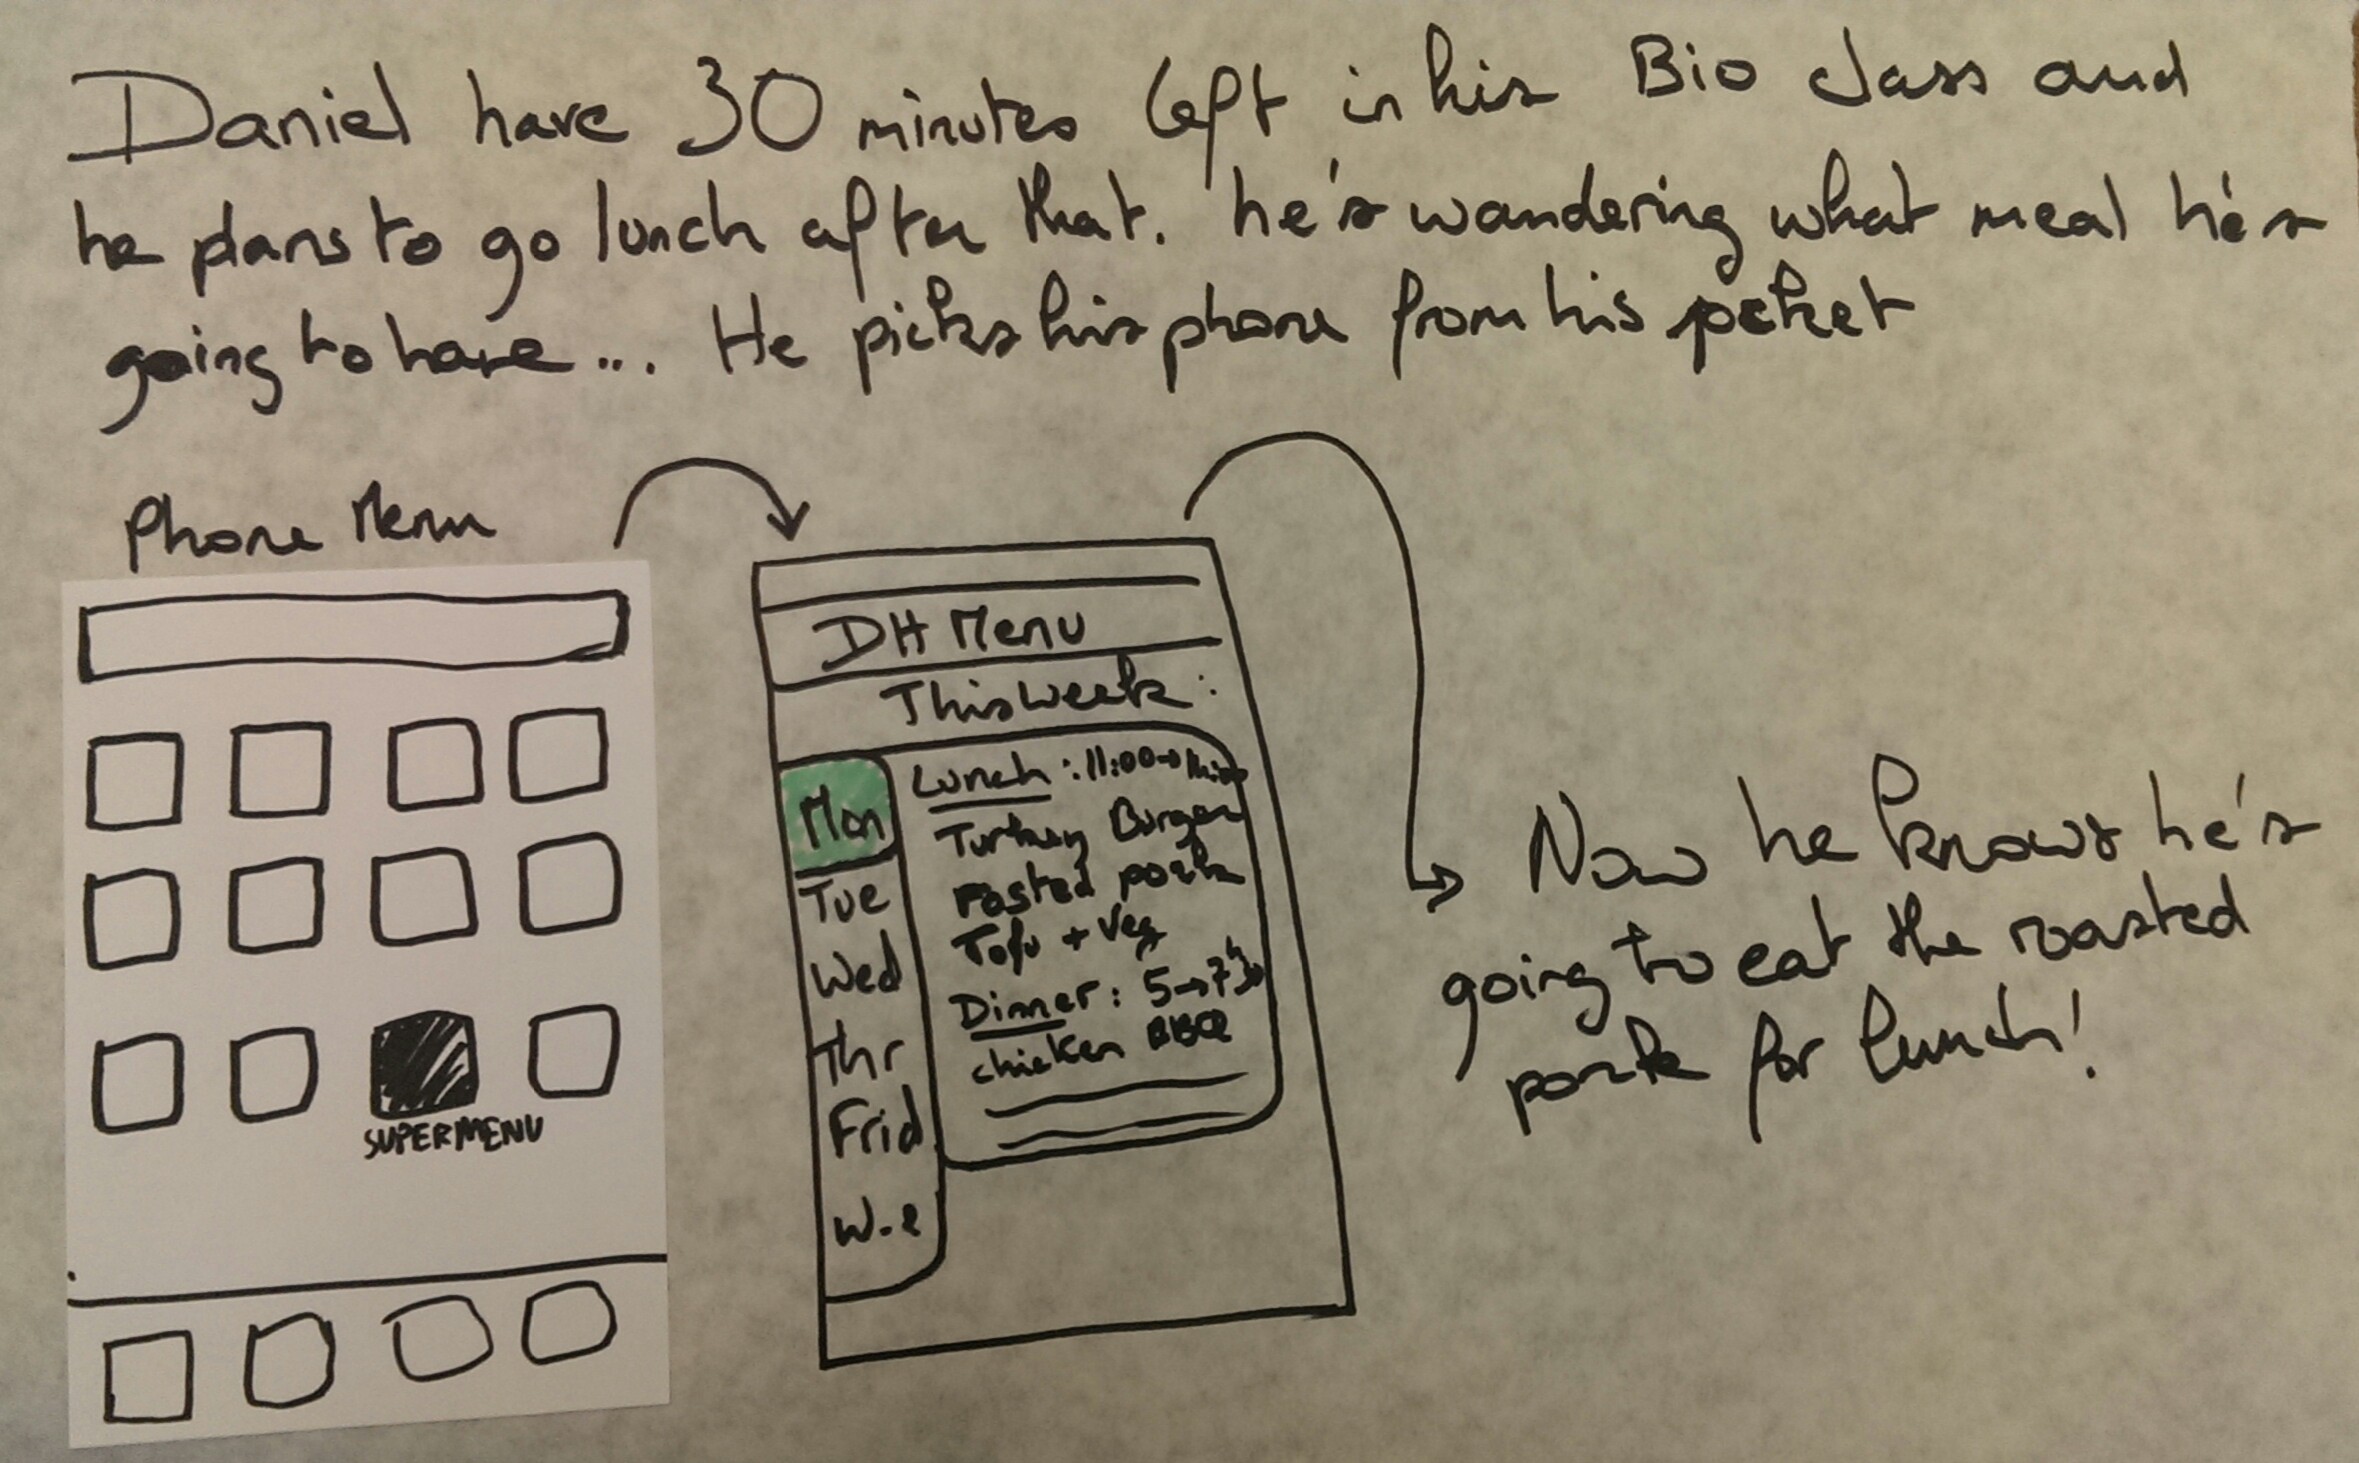 Daniel have 30 minutes left in his Bio class and
he plans to go lunch after that. he's wandering what meal he's
going to have... He picks his phone from his pocket
Phone Menu
SUPERMENU
DH Menu
This week:
Mon
Tue
Wed
Thr
Frid
W.e
Lunch: 11:00→
Turkey Burger
rosted pork
Tofu + Veg
Dinner: 5→7:30
chicken BBQ
Now he knows he's
going to eat the roasted
pork for lunch!